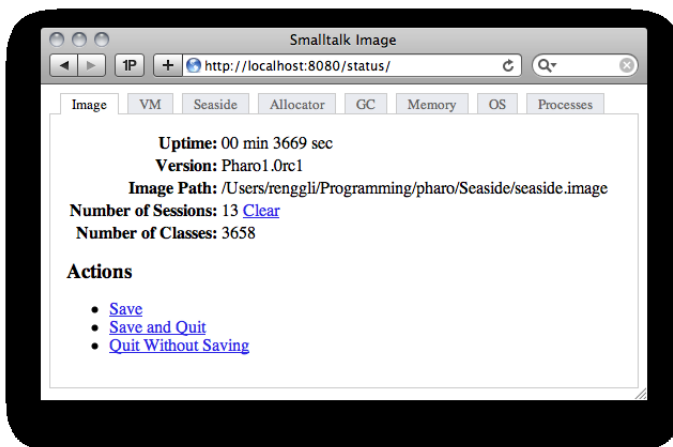 Smalltalk Image
1P + http://localhost:8080/status/
Image VM Seaside Allocator GC Memory OS Processes
Uptime: 00 min 3669 sec
Version: Pharo1.0rc1
Image Path: /Users/renggli/Programming/pharo/Seaside/seaside.image
Number of Sessions: 13 Clear
Number of Classes: 3658
Actions
• Save
• Save and Quit
• Quit Without Saving